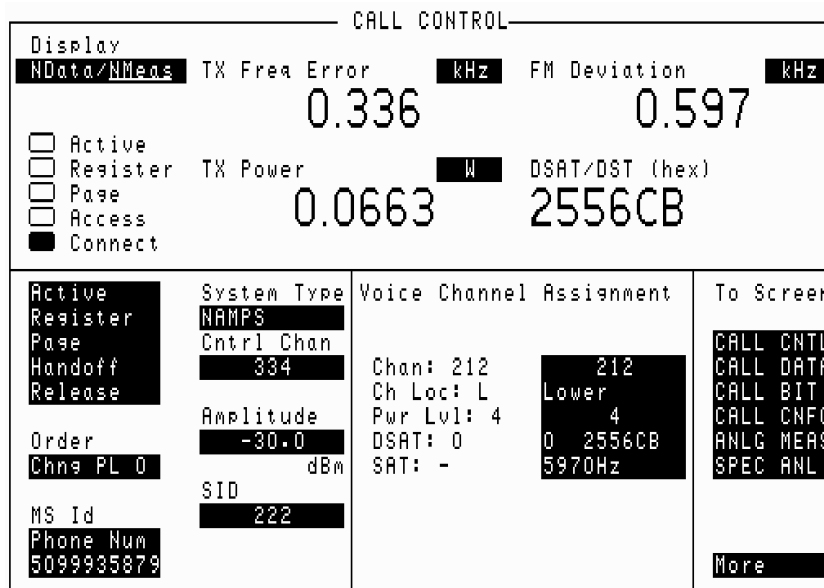 CALL CONTROL
Display
NData/NMeas
TX Freq Error kHz
0.336
FM Deviation kHz
0.597
Active
Register
Page
Access
Connect
TX Power W
0.0663
DSAT/DST (hex)
2556CB
Active
Register
Page
Handoff
Release
Order
Chng PL 0
MS Id
Phone Num
5099935879
System Type
NAMPS
Cntrl Chan
334
Amplitude
-30.0
dBm
SID
222
Voice Channel Assignment
Chan: 212 212
Ch Loc: L Lower
Pwr Lvl: 4 4
DSAT: 0 0 2556CB
SAT: - 5970Hz
To Screen
CALL CNTL
CALL DATA
CALL BIT
CALL CNFG
ANLG MEAS
SPEC ANL
More